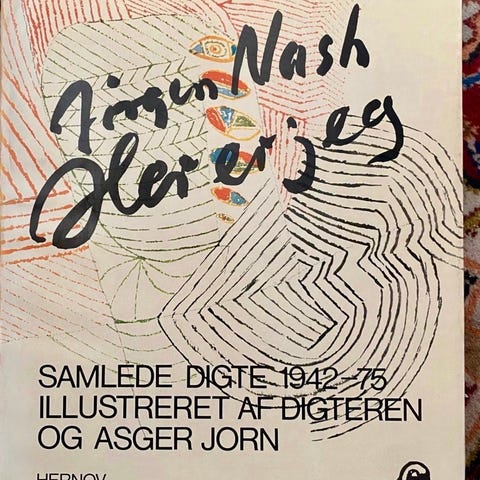 Jørgen Nash
Her er jeg
SAMLEDE DIGTE 1942-75
ILLUSTRERET AF DIGTEREN
OG ASGER JORN
HERNOV